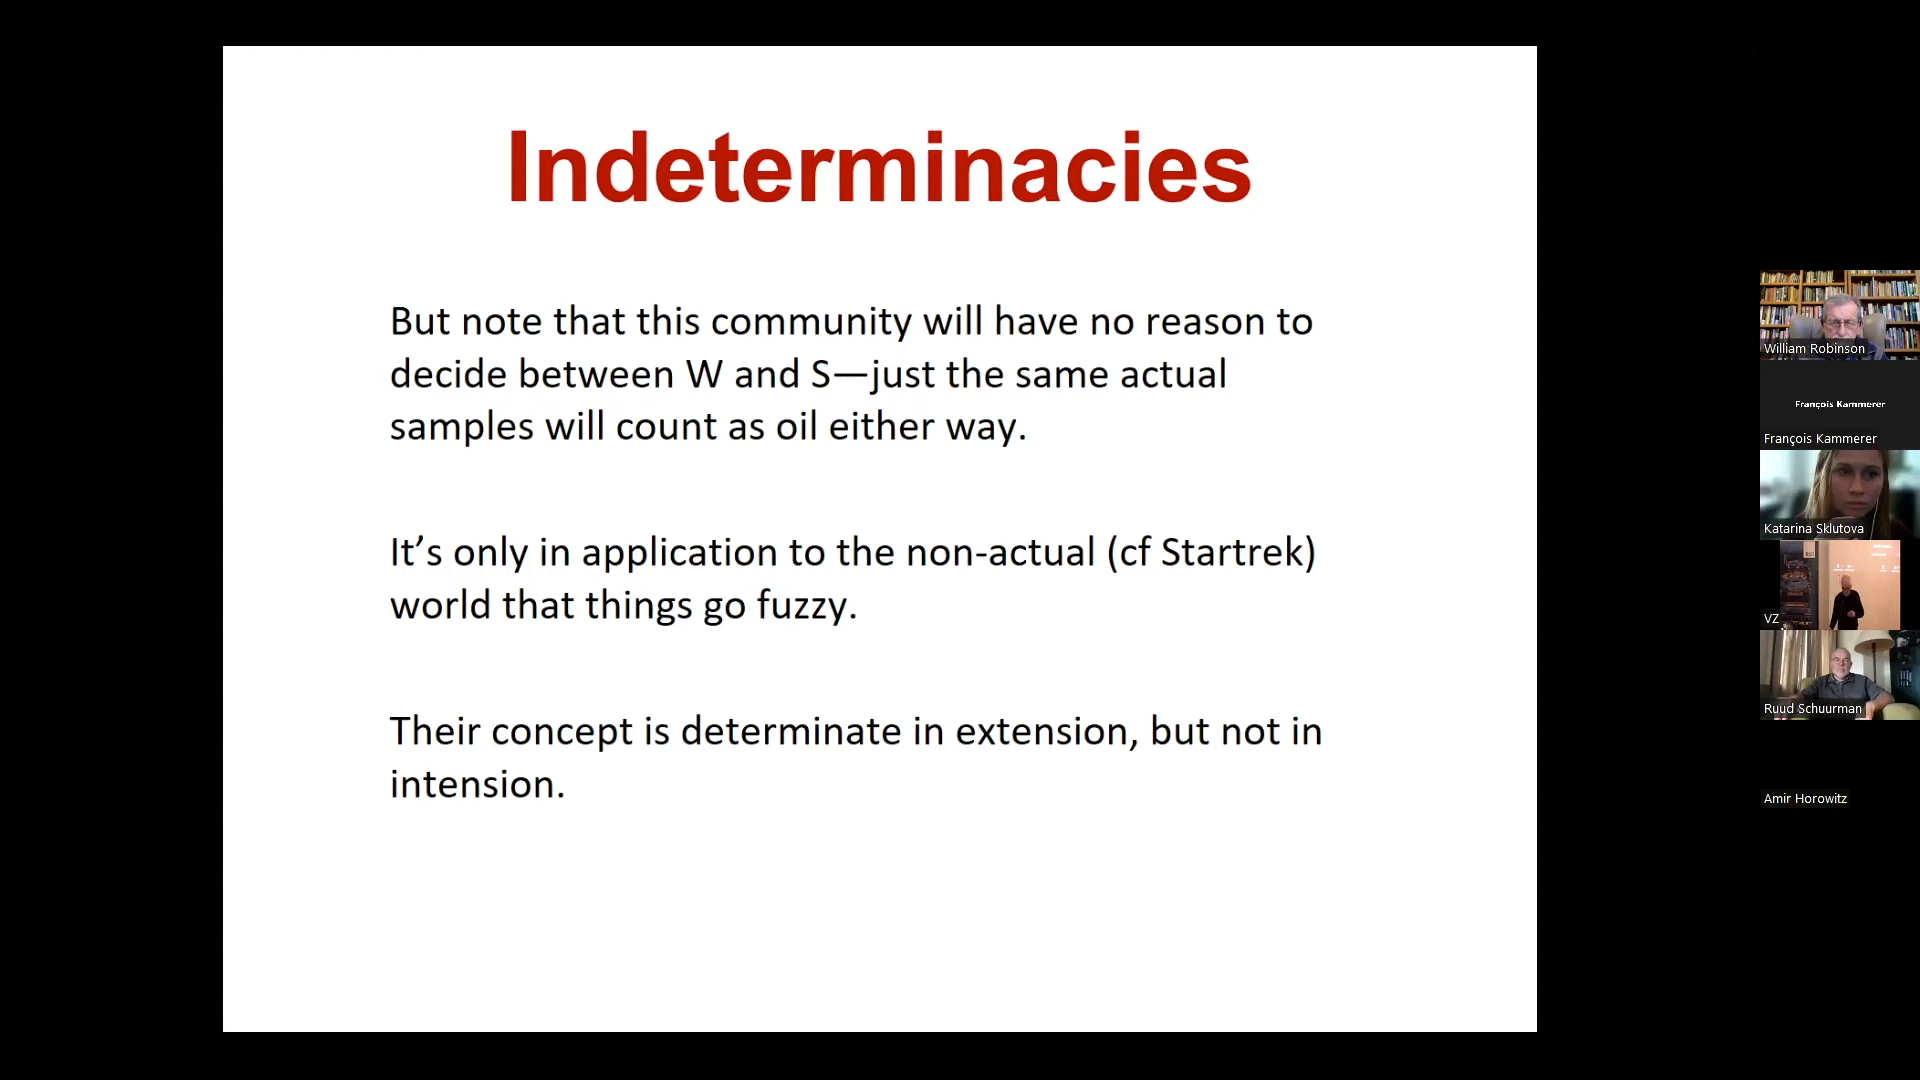 Indeterminacies
But note that this community will have no reason to
decide between W and S—just the same actual
samples will count as oil either way.
It’s only in application to the non-actual (cf Startrek)
world that things go fuzzy.
Their concept is determinate in extension, but not in
intension.
William Robinson
François Kammerer
François Kammerer
Katarina Sklutova
VZ
Ruud Schuurman
Amir Horowitz